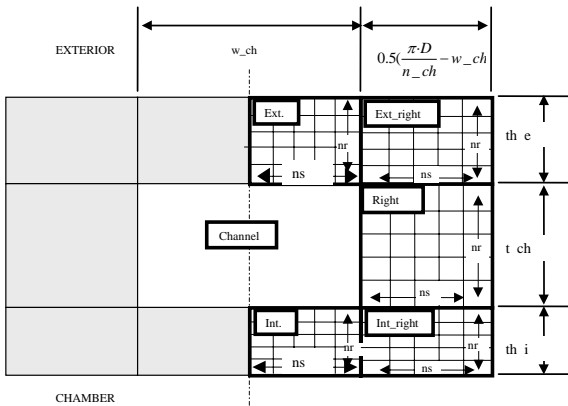 EXTERIOR
w_ch
0.5(π·D/n_ch − w_ch
Ext.
Ext_right
nr
nr
th e
ns
ns
Right
Channel
nr
t ch
ns
Int.
Int_right
nr
nr
th i
ns
ns
CHAMBER